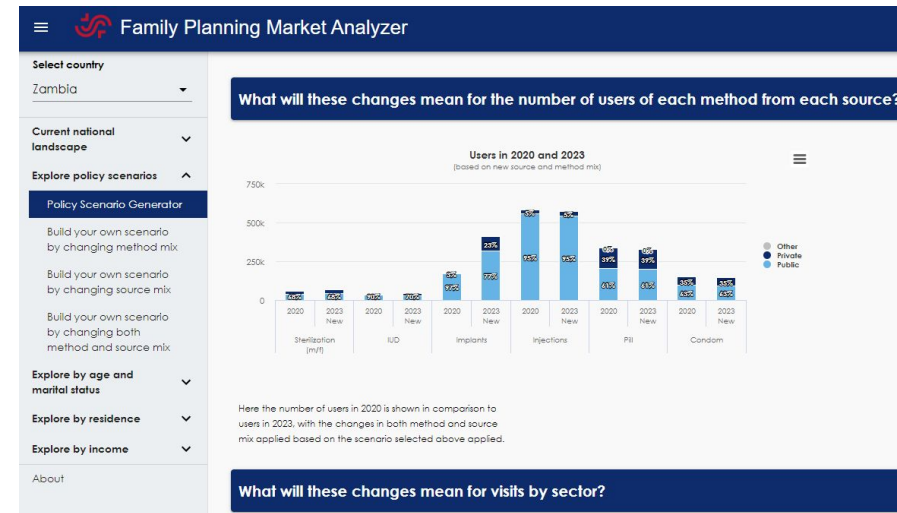 Family Planning Market Analyzer
Select country
Zambia
Current national
landscape
Explore policy scenarios
Policy Scenario Generator
Build your own scenario
by changing method mix
Build your own scenario
by changing source mix
Build your own scenario
by changing both
method and source mix
Explore by age and
marital status
Explore by residence
Explore by income
About
What will these changes mean for the number of users of each method from each source?
Users in 2020 and 2023
(based on new source and method mix)
750k
500k
250k
0
5% 5%
23% 0% 0%
3% 39% 39%
97% 77% 95% 95% 61% 61% 35% 35%
65% 65%
2020 2023 2020 2023 2020 2023 2020 2023 2020 2023 2020 2023
New New New New New New
Sterilization IUD Implants Injections Pill Condom
(m/f)
Other
Private
Public
Here the number of users in 2020 is shown in comparison to
users in 2023, with the changes in both method and source
mix applied based on the scenario selected above applied.
What will these changes mean for visits by sector?